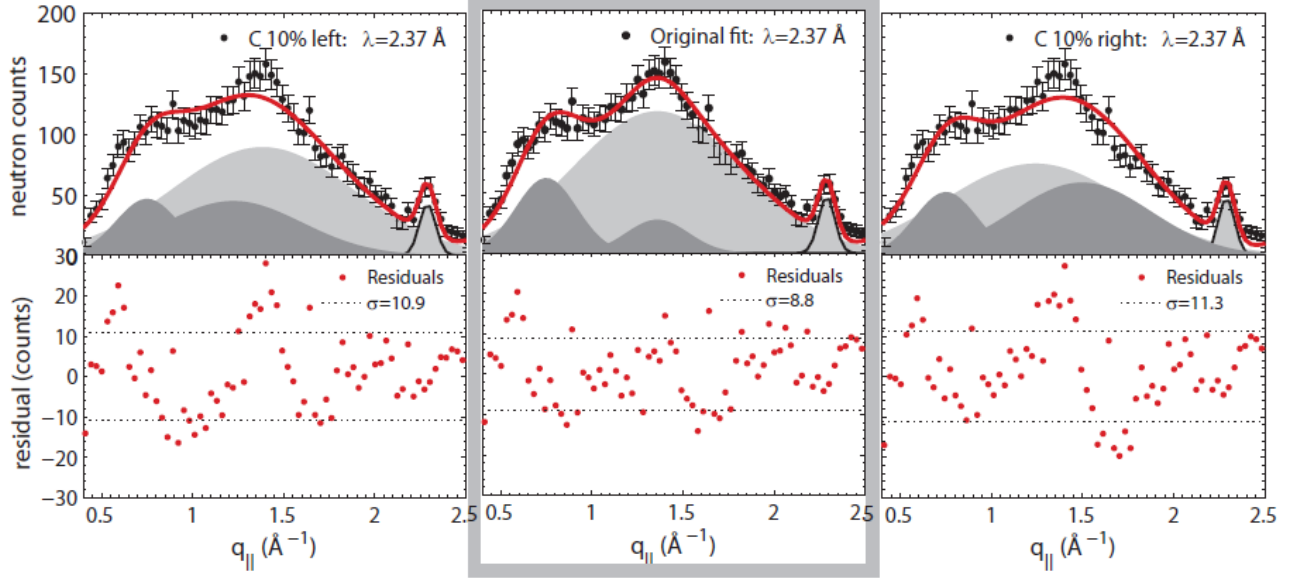 neutron counts
200
150
100
50
30
C 10% left: λ=2.37 Å
Original fit: λ=2.37 Å
C 10% right: λ=2.37 Å
residual (counts)
20
10
0
−10
−20
−30
Residuals
σ=10.9
Residuals
σ=8.8
Residuals
σ=11.3
0.5 1 1.5 2 2.5
0.5 1 1.5 2 2.5
0.5 1 1.5 2 2.5
q|| (Å⁻¹)
q|| (Å⁻¹)
q|| (Å⁻¹)